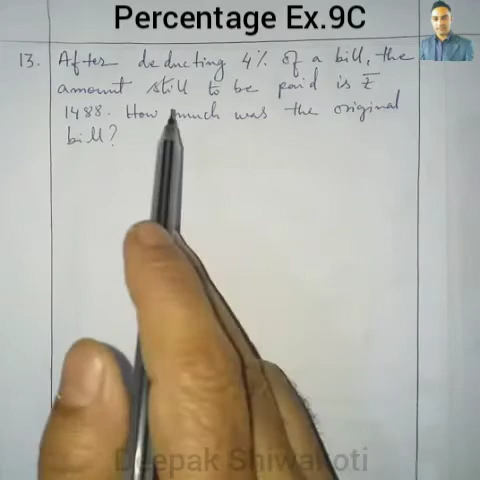 Percentage Ex.9C
13. After deducting 4% of a bill, the
amount still to be paid is ₹
1488. How much was the original
bill?
Deepak Shiwakoti